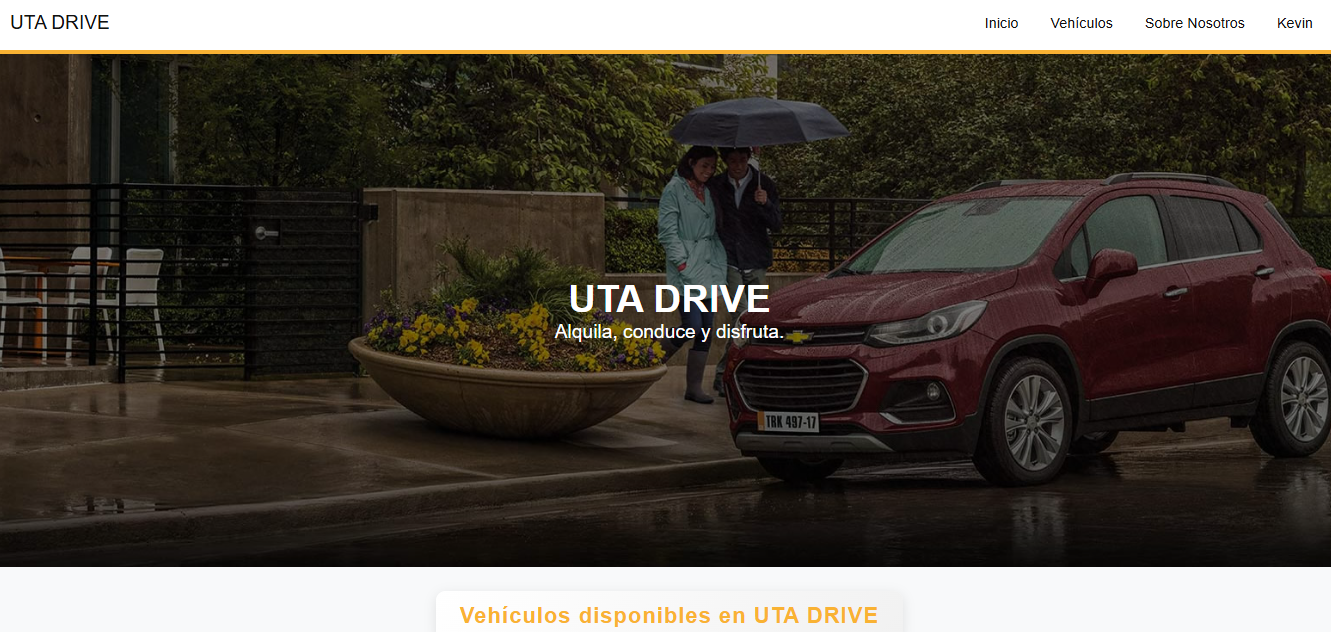 UTA DRIVE
Inicio Vehículos Sobre Nosotros Kevin
UTA DRIVE
Alquila, conduce y disfruta.
TRK 497-17
Vehículos disponibles en UTA DRIVE